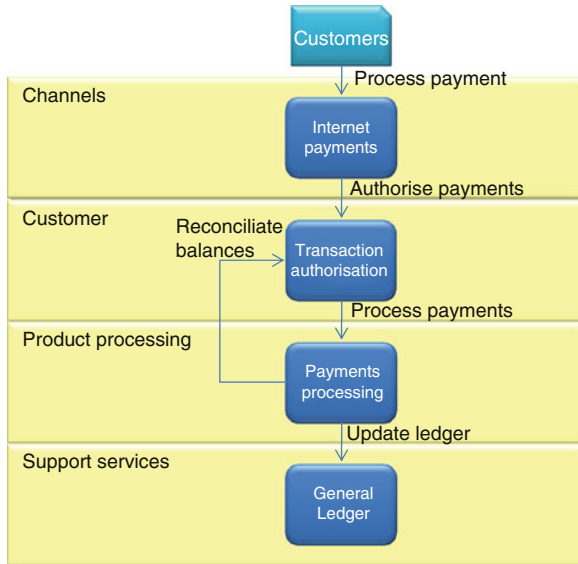 Customers
Process payment
Channels
Internet
payments
Authorise payments
Customer
Reconciliate
balances
Transaction
authorisation
Process payments
Product processing
Payments
processing
Update ledger
Support services
General
Ledger